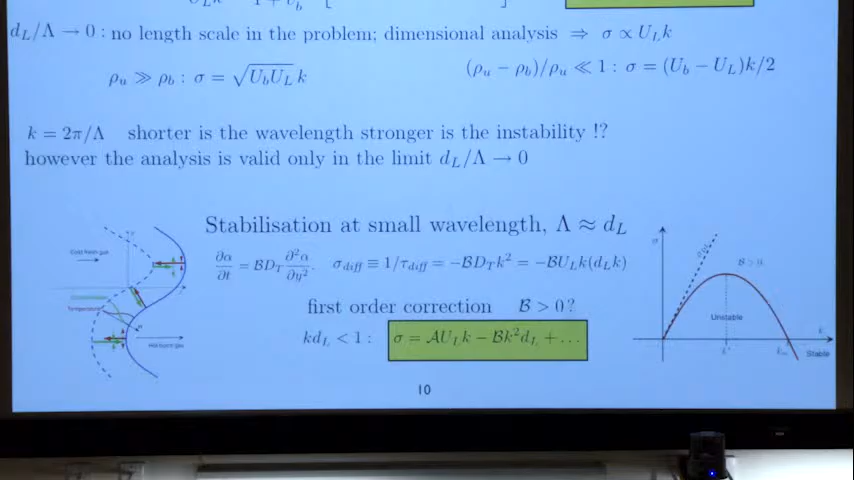 d_L/Λ → 0 : no length scale in the problem; dimensional analysis ⇒ σ ∝ U_L k
ρ_u ≫ ρ_b : σ = √(U_b U_L) k
(ρ_u − ρ_b)/ρ_u ≪ 1 : σ = (U_b − U_L)k/2
k = 2π/Λ shorter is the wavelength stronger is the instability !?
however the analysis is valid only in the limit d_L/Λ → 0
Stabilisation at small wavelength, Λ ≈ d_L
∂α/∂t = BD_T ∂²α/∂y². σ_diff ≡ 1/τ_diff = −BD_T k² = −BU_L k(d_L k)
first order correction B > 0 ?
kd_L < 1 : σ = AU_L k − Bk²d_L + …
Temperature
σ
B > 0
Unstable
k
Stable
10